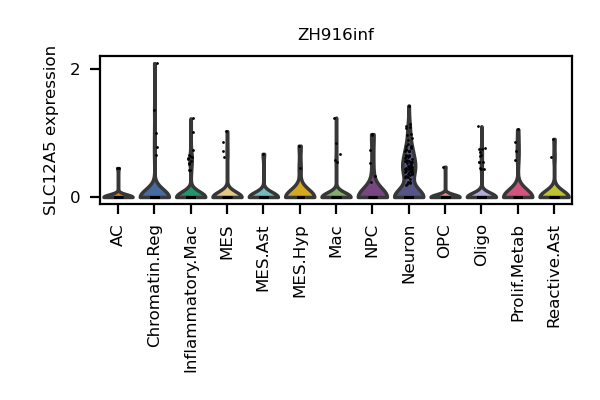 ZH916inf
SLC12A5 expression
2
0
AC
Chromatin.Reg
Inflammatory.Mac
MES
MES.Ast
MES.Hyp
Mac
NPC
Neuron
OPC
Oligo
Prolif.Metab
Reactive.Ast